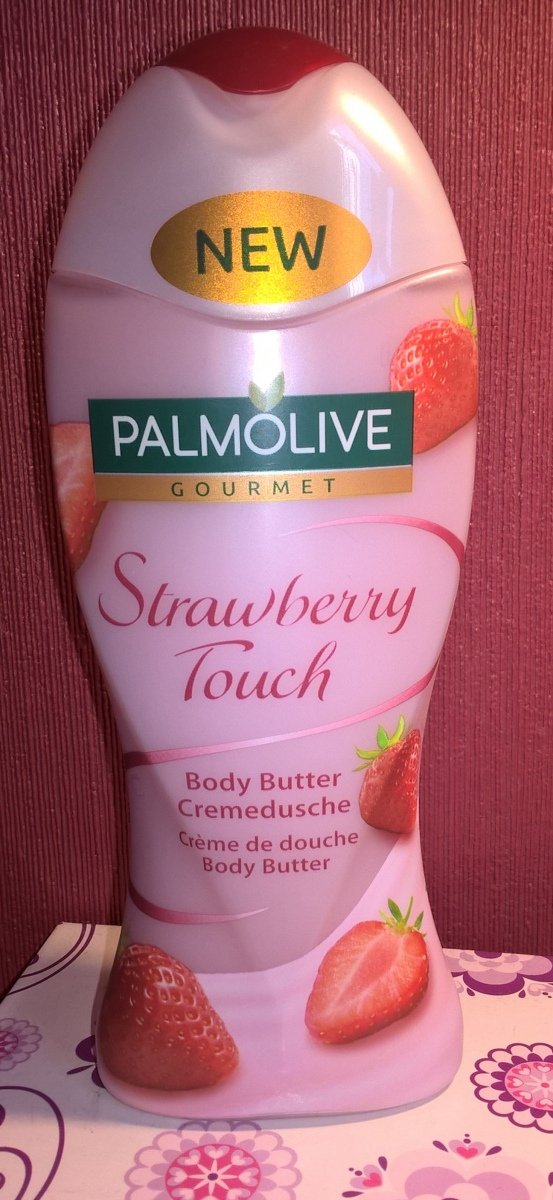 NEW
PALMOLIVE
GOURMET
Strawberry
Touch
Body Butter
Cremedusche
Crème de douche
Body Butter